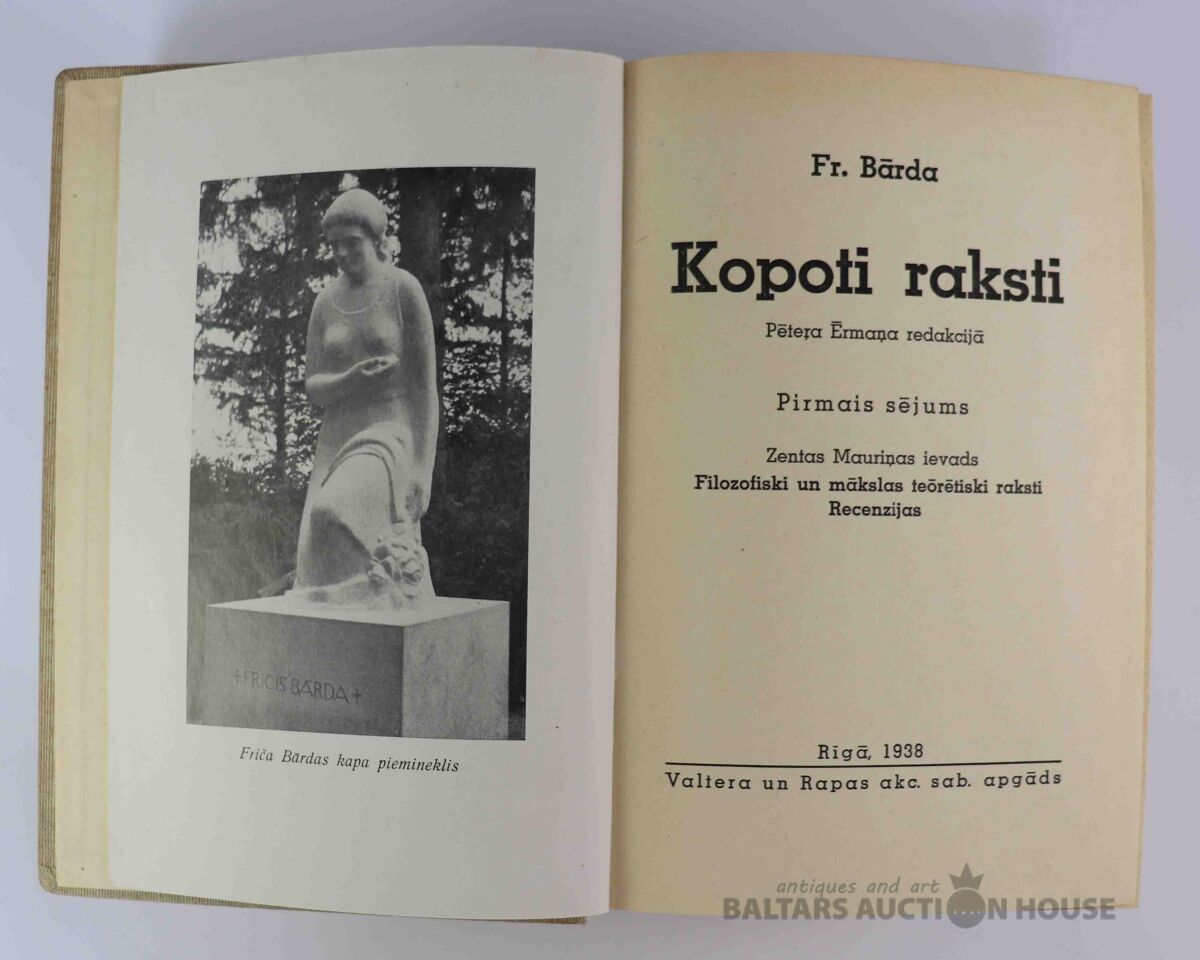 +FRICIS BĀRDA+
Friča Bārdas kapa piemineklis
Fr. Bārda
Kopoti raksti
Pēteŗa Ērmaņa redakcijā
Pirmais sējums
Zentas Mauriņas ievads
Filozofiski un mākslas teōrētiski raksti
Recenzijas
Rīgā, 1938
Valtera un Rapas akc. sab. apgāds
antiques and art
BALTARS AUCTION HOUSE